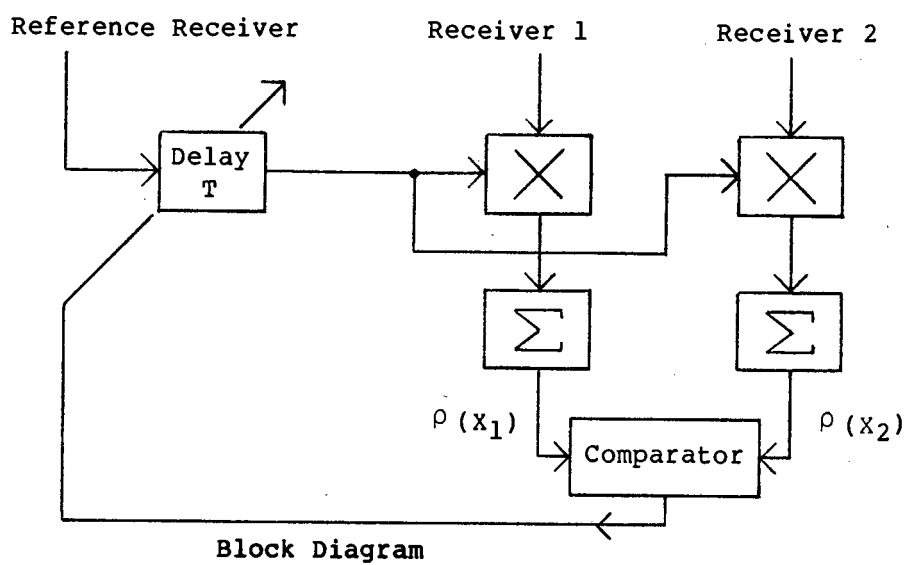 Reference Receiver
Receiver 1
Receiver 2
Delay
T
Σ
Σ
ρ (X1)
ρ (X2)
Comparator
Block Diagram